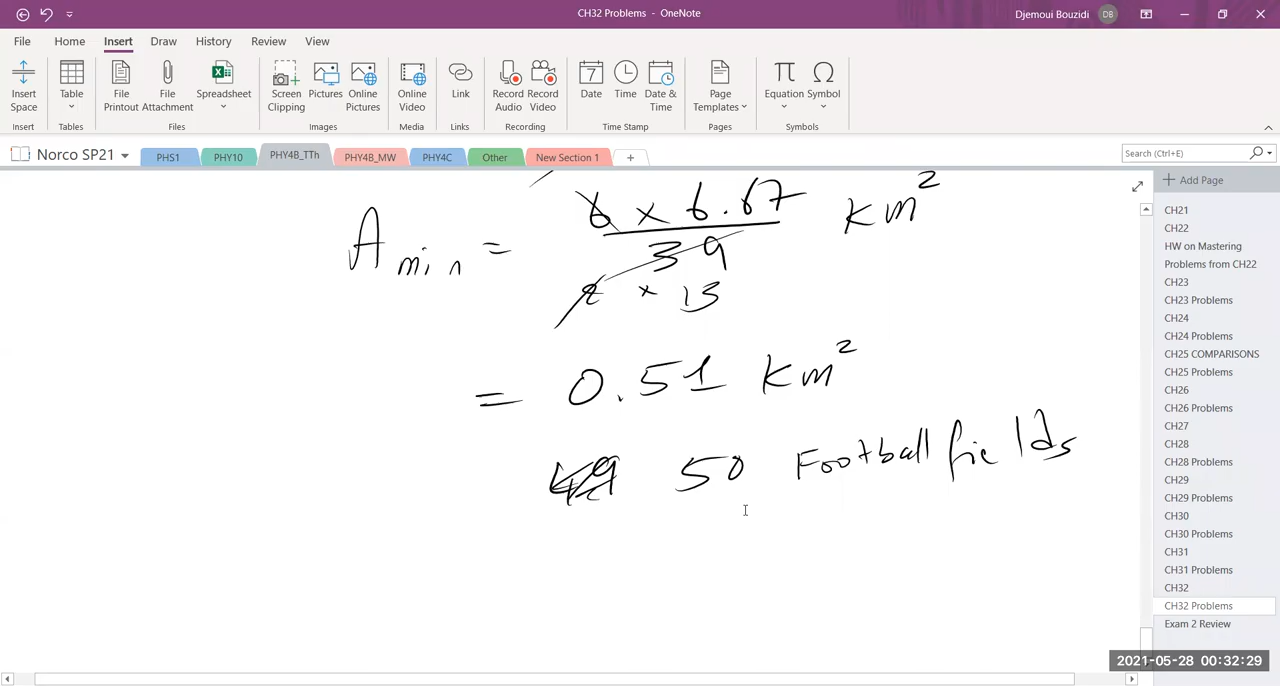 CH32 Problems - OneNote
Djemoui Bouzidi DB
File Home Insert Draw History Review View
Insert Space
Table
File Printout
File Attachment
Spreadsheet
Screen Clipping
Pictures
Online Pictures
Online Video
Link
Record Audio
Record Video
Date
Time
Date & Time
Page Templates
Equation
Symbol
Insert Tables Files Images Media Links Recording Time Stamp Pages Symbols
Norco SP21 PHS1 PHY10 PHY4B_TTh PHY4B_MW PHY4C Other New Section 1 +
Search (Ctrl+E)
Add Page
CH21
CH22
HW on Mastering
Problems from CH22
CH23
CH23 Problems
CH24
CH24 Problems
CH25 COMPARISONS
CH25 Problems
CH26
CH26 Problems
CH27
CH28
CH28 Problems
CH29
CH29 Problems
CH30
CH30 Problems
CH31
CH31 Problems
CH32
CH32 Problems
Exam 2 Review
6 x 6.67
A min = km²
39
2 x 13
= 0.51 km²
49 50 Football fields
2021-05-28 00:32:29